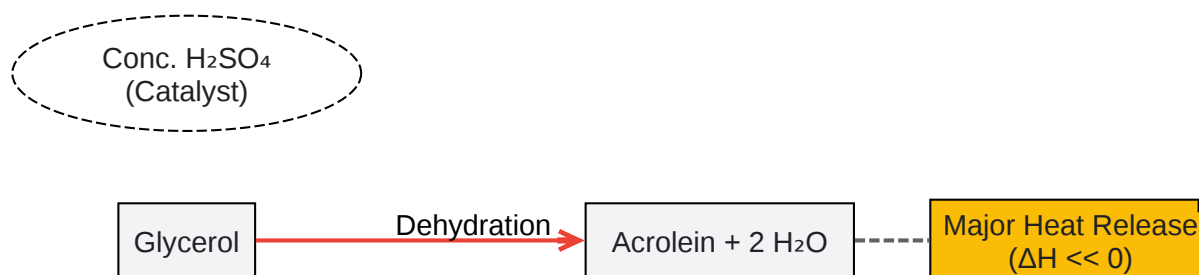 Conc. H₂SO₄
(Catalyst)
Glycerol
Dehydration
Acrolein + 2 H₂O
Major Heat Release
(ΔH << 0)